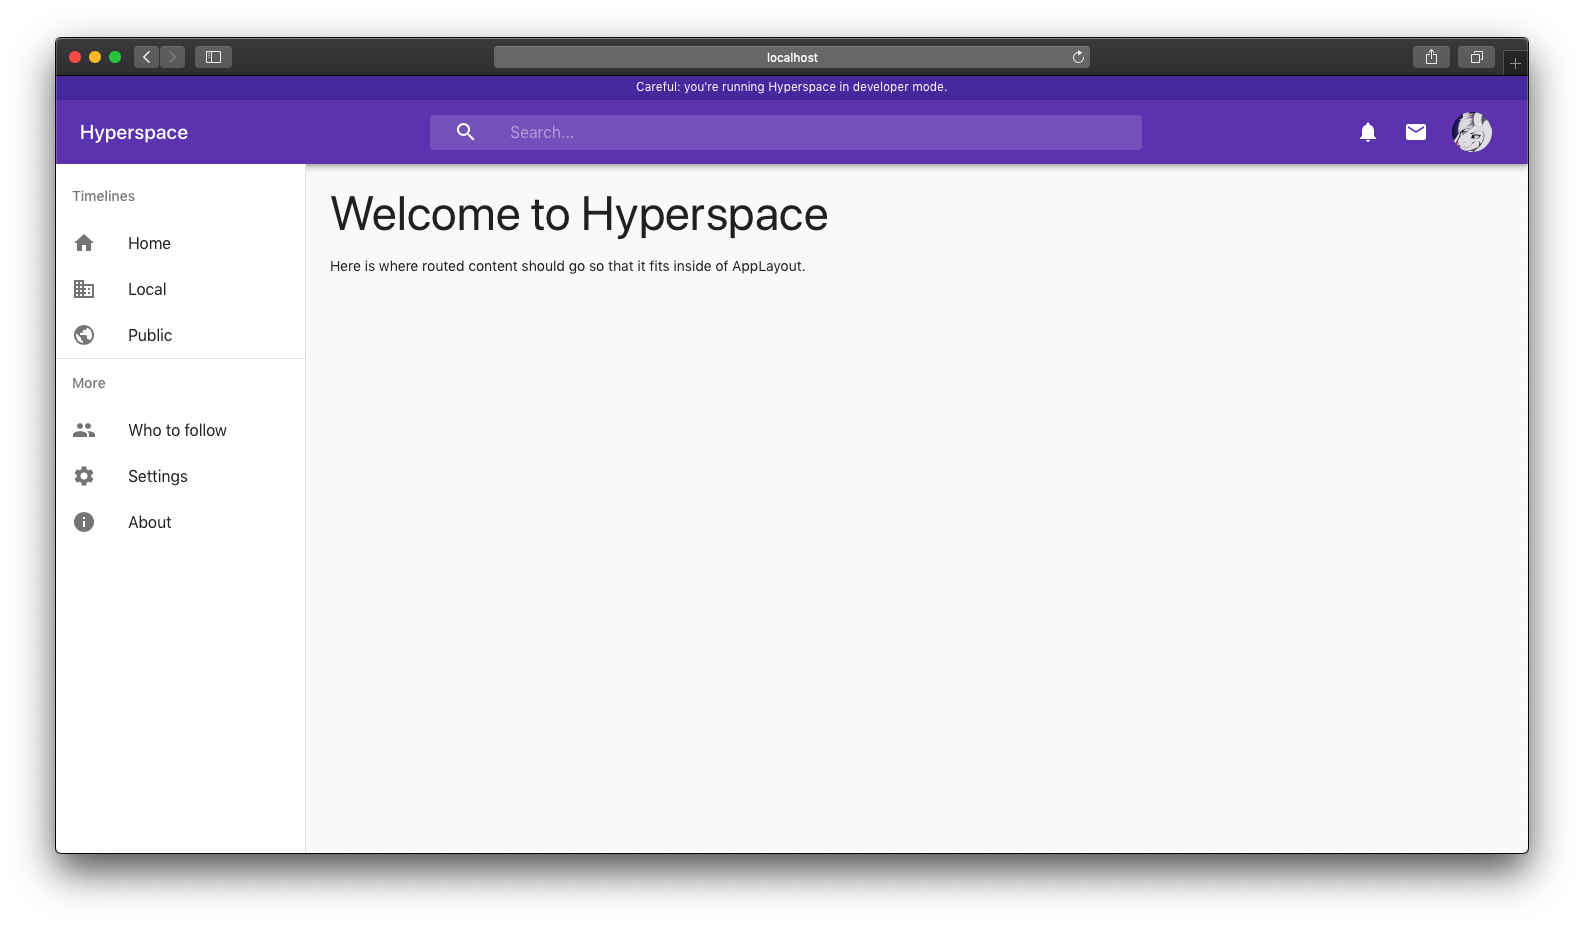 localhost
Careful: you're running Hyperspace in developer mode.
Hyperspace
Search...
Timelines
Home
Local
Public
More
Who to follow
Settings
About
Welcome to Hyperspace
Here is where routed content should go so that it fits inside of AppLayout.